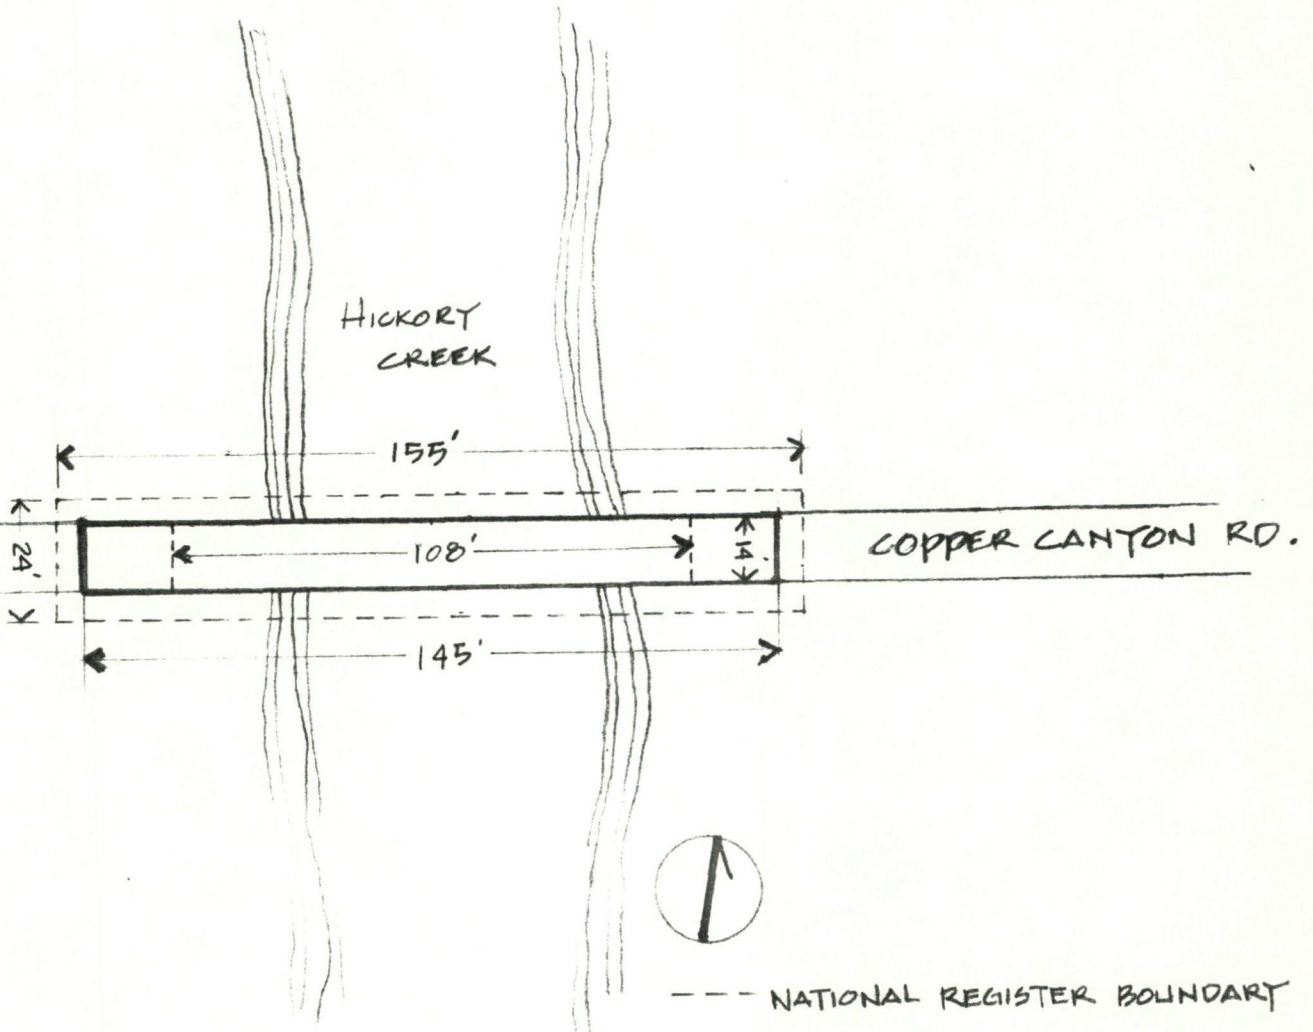 HICKORY
CREEK
155'
24'
108'
14'
COPPER CANYON RD.
145'
NATIONAL REGISTER BOUNDARY